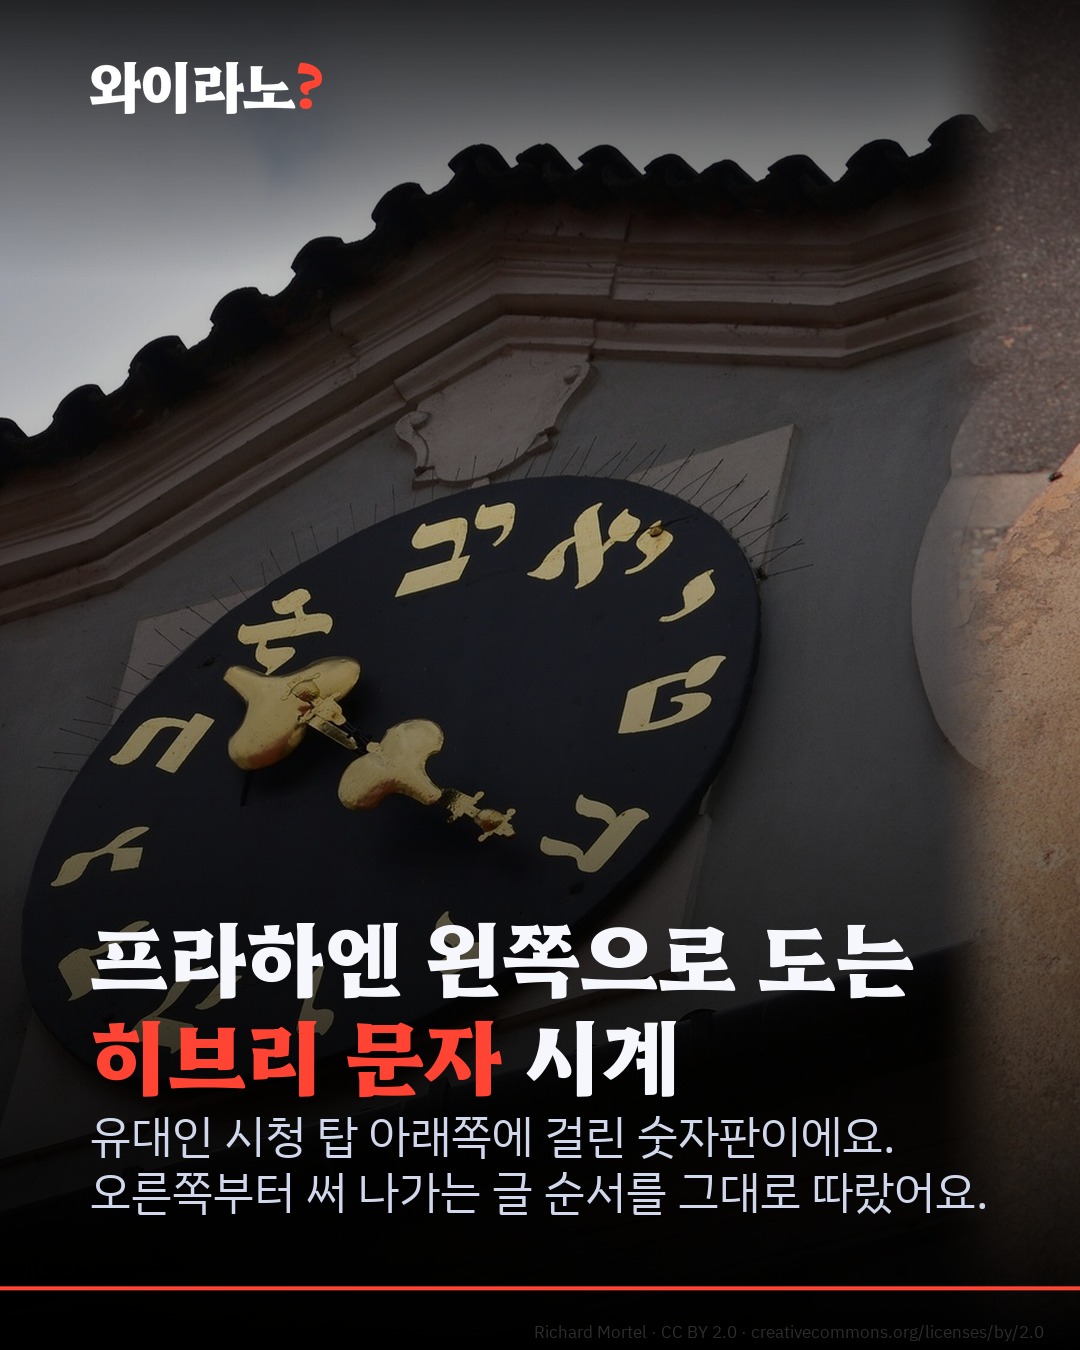 와이라노?
יב
יא
י
ט
ח
א
ב
ג
프라하엔 왼쪽으로 도는
히브리 문자 시계
유대인 시청 탑 아래쪽에 걸린 숫자판이에요.
오른쪽부터 써 나가는 글 순서를 그대로 따랐어요.
Richard Mortel · CC BY 2.0 · creativecommons.org/licenses/by/2.0